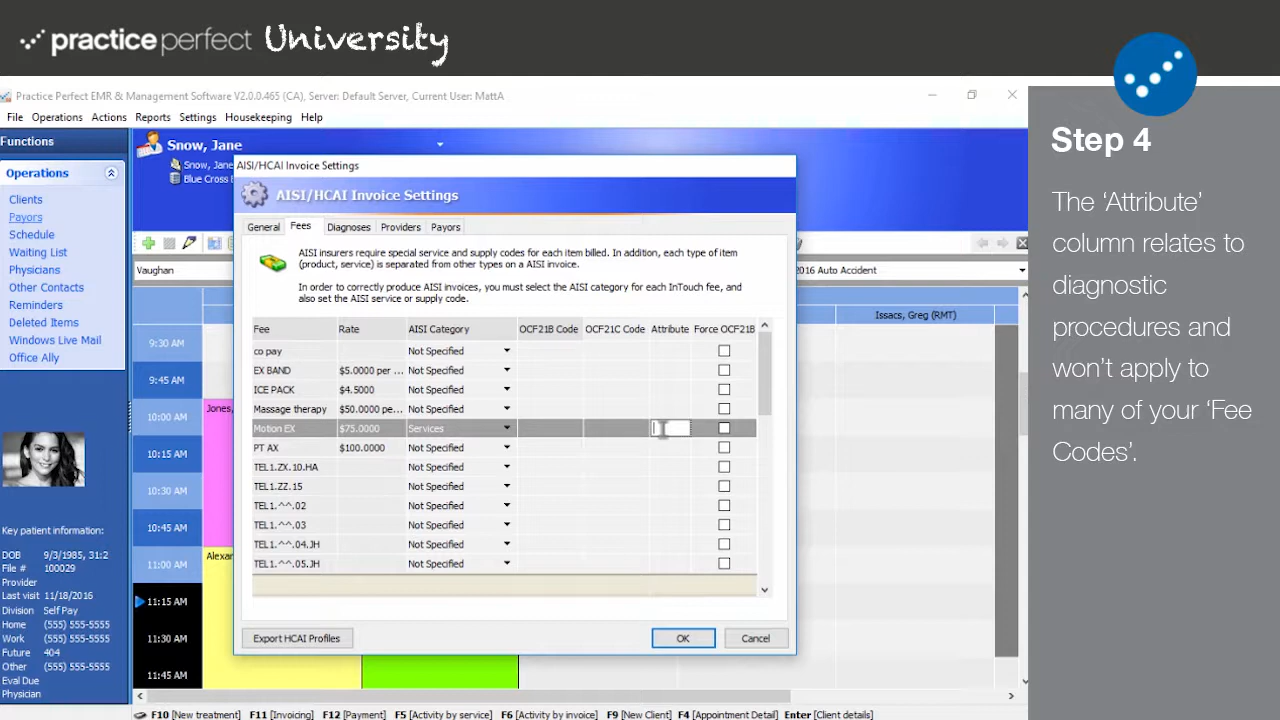 practice perfect University
Practice Perfect EMR & Management Software V2.0.0.465 (CA), Server: Default Server, Current User: MattA
File Operations Actions Reports Settings Housekeeping Help
Functions
Operations
Clients
Payors
Schedule
Waiting List
Physicians
Other Contacts
Reminders
Deleted Items
Windows Live Mail
Office Ally
Key patient information:
DOB 9/3/1985, 31:2
File # 100029
Provider
Last visit 11/18/2016
Division Self Pay
Home (555) 555-5555
Work (555) 555-5555
Future 404
Other (555) 555-5555
Eval Due
Physician
Snow, Jane
Snow, Jane
Blue Cross
Vaughan
2016 Auto Accident
Issacs, Greg (RMT)
9:30 AM
9:45 AM
10:00 AM
Jones,
10:15 AM
10:30 AM
10:45 AM
11:00 AM
11:15 AM
11:30 AM
11:45 AM
AISI/HCAI Invoice Settings
AISI/HCAI Invoice Settings
General Fees Diagnoses Providers Payors
AISI insurers require special service and supply codes for each item billed. In addition, each type of item
(product, service) is separated from other types on a AISI invoice.
In order to correctly produce AISI invoices, you must select the AISI category for each InTouch fee, and
also set the AISI service or supply code.
Fee Rate AISI Category OCF21B Code OCF21C Code Attribute Force OCF21B
co pay Not Specified
EX BAND $5.0000 per ... Not Specified
ICE PACK $4.5000 Not Specified
Massage therapy $50.0000 pe... Not Specified
Motion EX $75.0000 Services
PT AX $100.0000 Not Specified
TEL1.ZX.10.HA Not Specified
TEL1.ZZ.15 Not Specified
TEL1.^^.02 Not Specified
TEL1.^^.03 Not Specified
TEL1.^^.04.JH Not Specified
TEL1.^^.05.JH Not Specified
Export HCAI Profiles OK Cancel
F10 [New treatment] F11 [Invoicing] F12 [Payment] F5 [Activity by service] F6 [Activity by invoice] F9 [New Client] F4 [Appointment Detail] Enter [Client details]
Step 4
The ‘Attribute’
column relates to
diagnostic
procedures and
won’t apply to
many of your ‘Fee
Codes’.